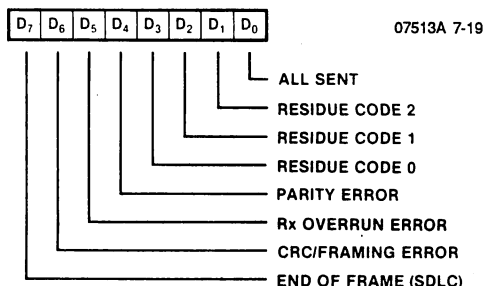 D7 D6 D5 D4 D3 D2 D1 D0
07513A 7-19
ALL SENT
RESIDUE CODE 2
RESIDUE CODE 1
RESIDUE CODE 0
PARITY ERROR
Rx OVERRUN ERROR
CRC/FRAMING ERROR
END OF FRAME (SDLC)